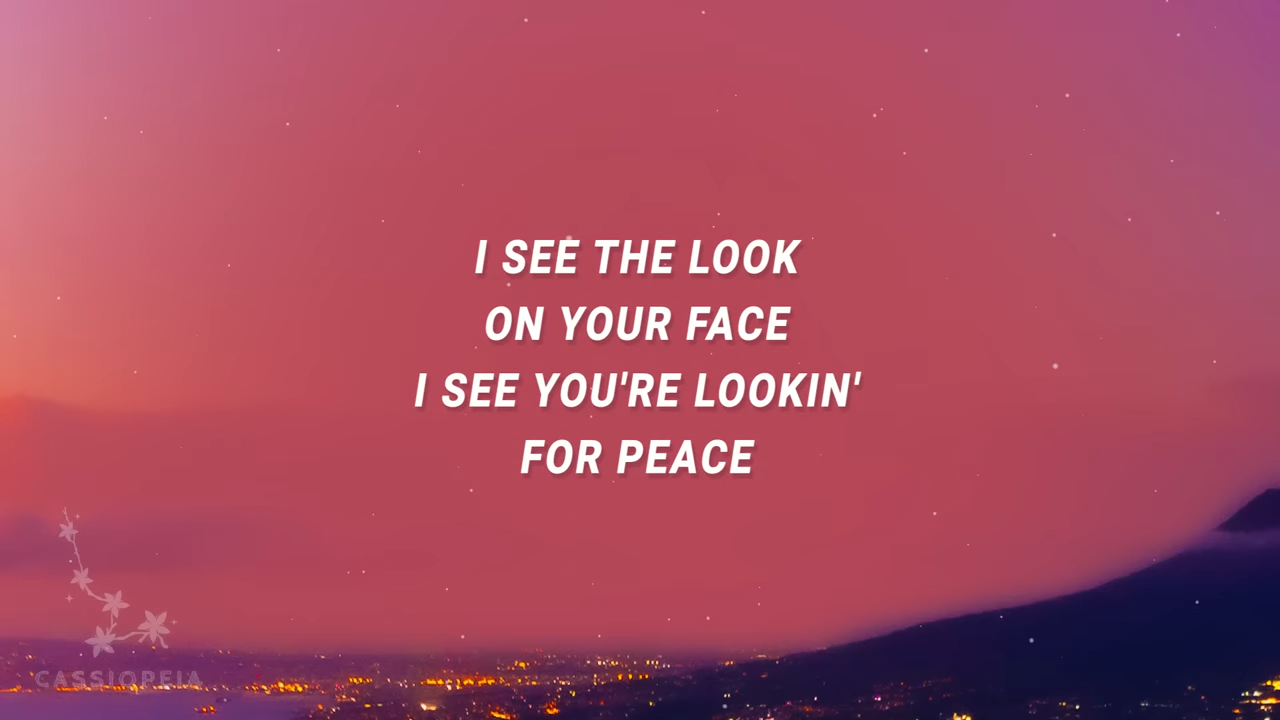 I SEE THE LOOK
ON YOUR FACE
I SEE YOU'RE LOOKIN'
FOR PEACE
CASSIOPEIA